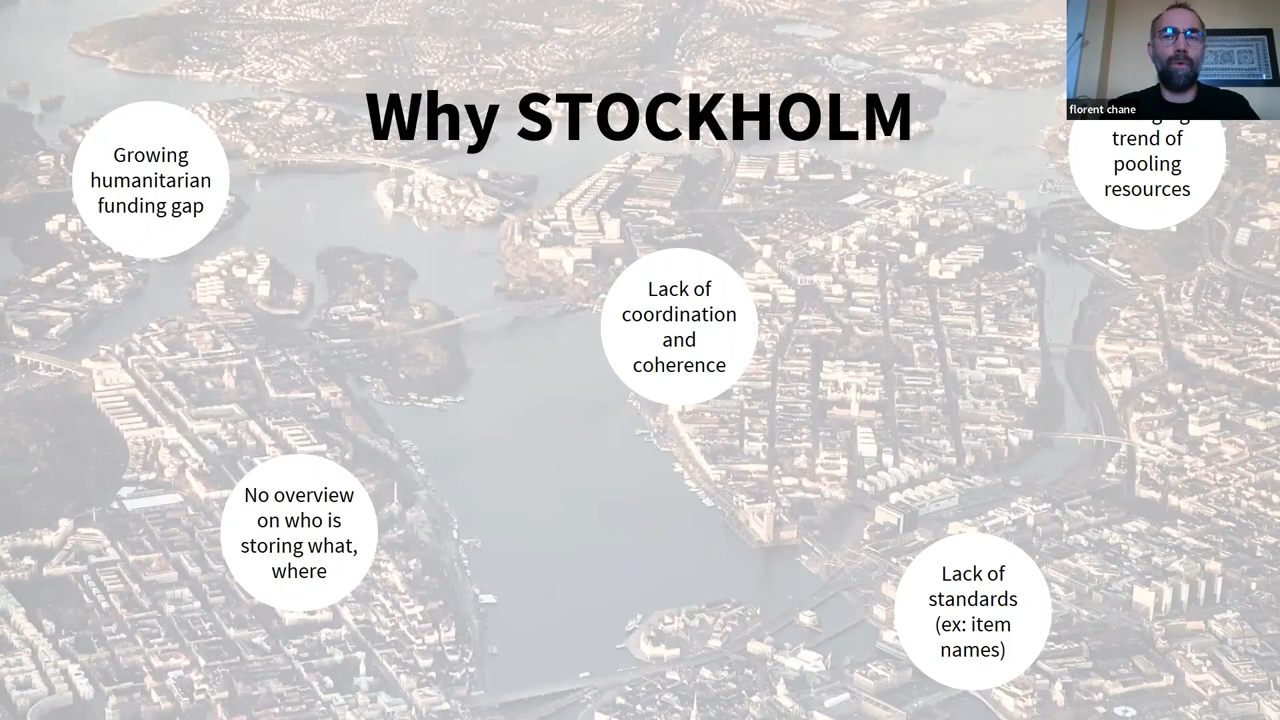 Why STOCKHOLM
florent chane
Growing
humanitarian
funding gap
trend of
pooling
resources
Lack of
coordination
and
coherence
No overview
on who is
storing what,
where
Lack of
standards
(ex: item
names)